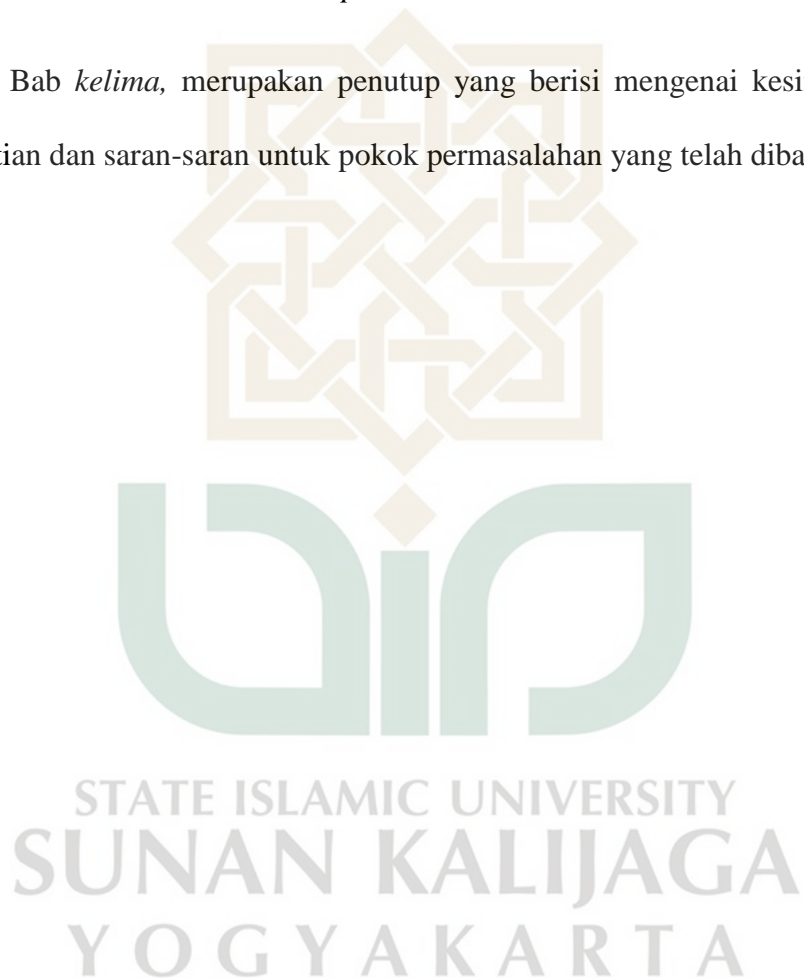 Bab kelima, merupakan penutup yang berisi mengenai kesi
tian dan saran-saran untuk pokok permasalahan yang telah diba
STATE ISLAMIC UNIVERSITY
SUNAN KALIJAGA
YOGYAKARTA